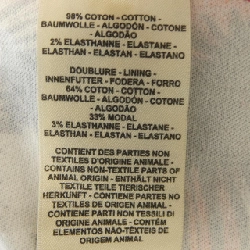 98% COTON - COTTON -
BAUMWOLLE - ALGODÓN - COTONE
- ALGODÃO
2% ELASTHANNE - ELASTANE -
ELASTHAN - ELASTAN - ELASTANO
DOUBLURE - LINING -
INNENFUTTER - FODERA - FORRO
64% COTON - COTTON -
BAUMWOLLE - ALGODÓN - COTONE
- ALGODÃO
33% MODAL
3% ELASTHANNE - ELASTANE -
ELASTHAN - ELASTAN - ELASTANO
CONTIENT DES PARTIES NON
TEXTILES D'ORIGINE ANIMALE -
CONTAINS NON-TEXTILE PARTS OF
ANIMAL ORIGIN - ENTHÄLT NICHT
TEXTILE TEILE TIERISCHER
HERKUNFT - CONTIENE PARTES NO
TEXTILES DE ORIGEN ANIMAL -
CONTIENE PARTI NON TESSILI DI
ORIGINE ANIMALE - CONTÉM
ELEMENTOS NÃO-TÊXTEIS DE
ORIGEM ANIMAL